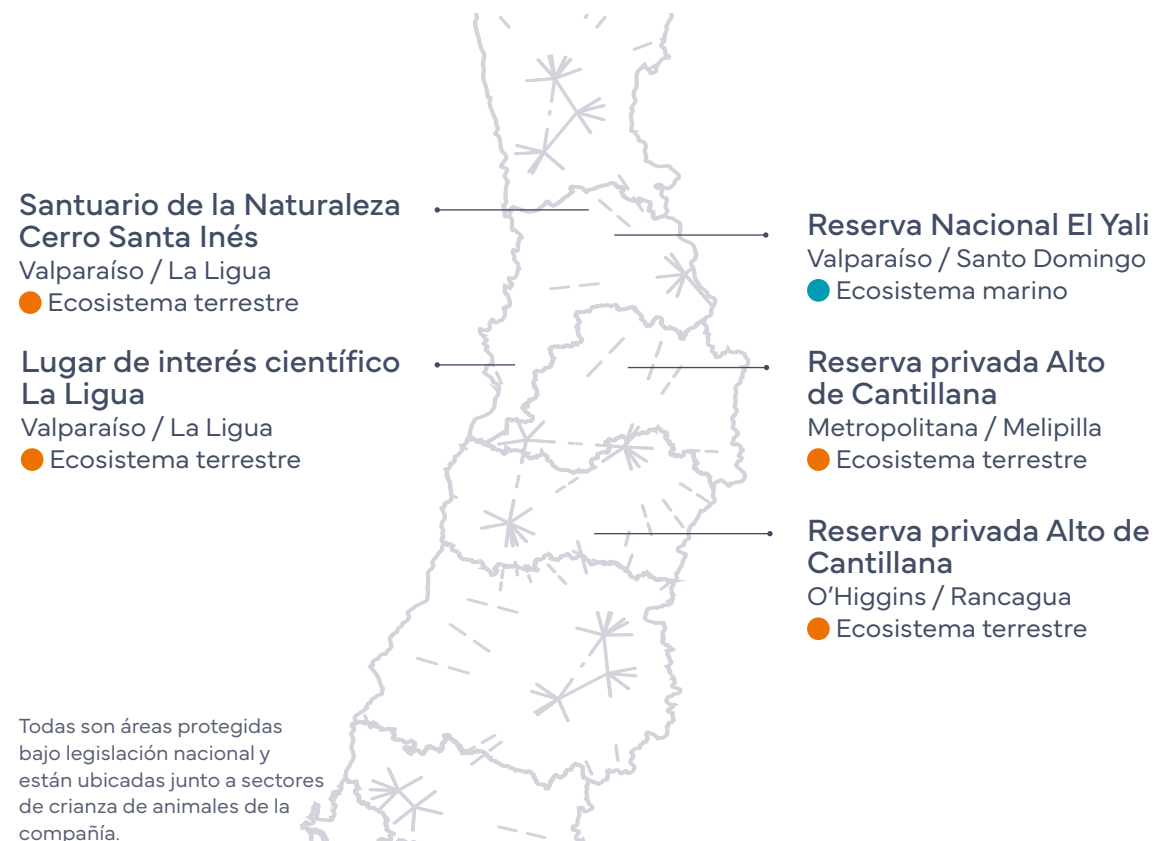 Santuario de la Naturaleza
Cerro Santa Inés
Valparaíso / La Ligua
Ecosistema terrestre
Lugar de interés científico
La Ligua
Valparaíso / La Ligua
Ecosistema terrestre
Todas son áreas protegidas
bajo legislación nacional y
están ubicadas junto a sectores
de crianza de animales de la
compañía.
Reserva Nacional El Yali
Valparaíso / Santo Domingo
Ecosistema marino
Reserva privada Alto
de Cantillana
Metropolitana / Melipilla
Ecosistema terrestre
Reserva privada Alto de
Cantillana
O’Higgins / Rancagua
Ecosistema terrestre